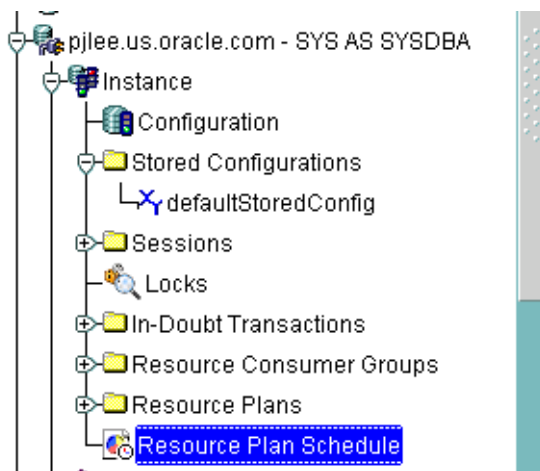 pjlee.us.oracle.com - SYS AS SYSDBA
Instance
Configuration
Stored Configurations
defaultStoredConfig
Sessions
Locks
In-Doubt Transactions
Resource Consumer Groups
Resource Plans
Resource Plan Schedule